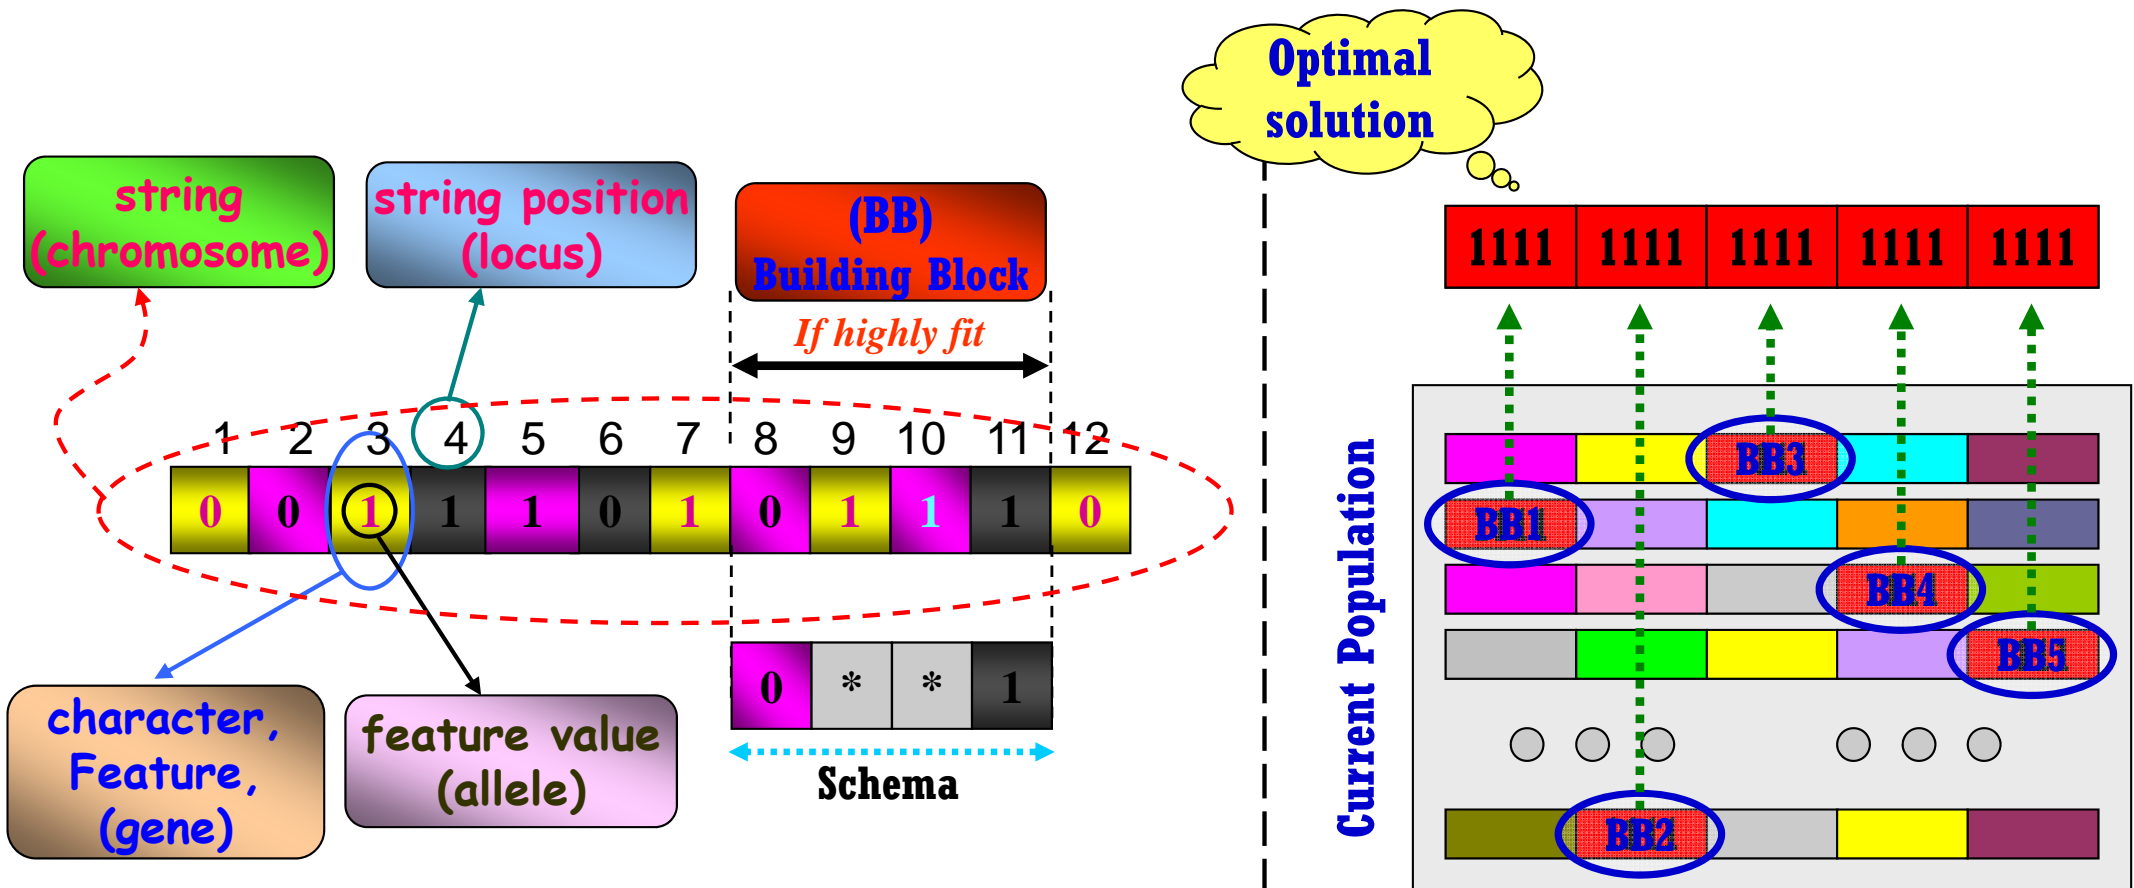 Optimal
solution
string
(chromosome)
string position
(locus)
(BB)
Building Block
If highly fit
1 2 3 4 5 6 7 8 9 10 11 12
0 0 1 1 1 0 1 0 1 1 1 0
0 * * 1
Schema
character,
Feature,
(gene)
feature value
(allele)
1111 1111 1111 1111 1111
Current Population
BB3
BB1
BB4
BB5
BB2